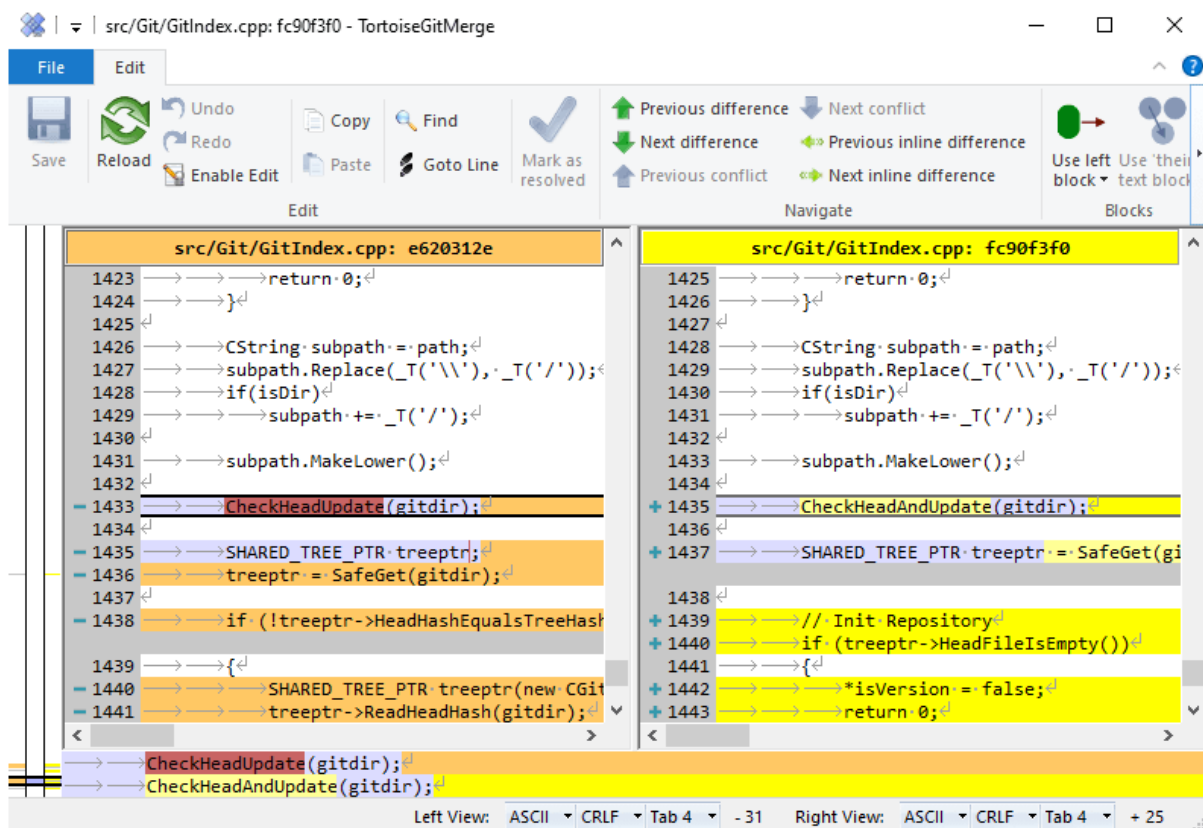 src/Git/GitIndex.cpp: fc90f3f0 - TortoiseGitMerge
File Edit
Save
Reload
Undo
Redo
Enable Edit
Copy
Paste
Find
Goto Line
Mark as
resolved
Edit
Previous difference
Next difference
Previous conflict
Next conflict
Previous inline difference
Next inline difference
Navigate
Use left
block
Use 'their
text block
Blocks
src/Git/GitIndex.cpp: e620312e
1423 return 0;
1424 }
1425
1426 CString subpath = path;
1427 subpath.Replace(_T('\\'), _T('/'));
1428 if(isDir)
1429 subpath += _T('/');
1430
1431 subpath.MakeLower();
1432
1433 CheckHeadUpdate(gitdir);
1434
1435 SHARED_TREE_PTR treeptr;
1436 treeptr = SafeGet(gitdir);
1437
1438 if (!treeptr->HeadHashEqualsTreeHash
1439 {
1440 SHARED_TREE_PTR treeptr(new CGit
1441 treeptr->ReadHeadHash(gitdir);
src/Git/GitIndex.cpp: fc90f3f0
1425 return 0;
1426 }
1427
1428 CString subpath = path;
1429 subpath.Replace(_T('\\'), _T('/'));
1430 if(isDir)
1431 subpath += _T('/');
1432
1433 subpath.MakeLower();
1434
1435 CheckHeadAndUpdate(gitdir);
1436
1437 SHARED_TREE_PTR treeptr = SafeGet(gi
1438
1439 // Init Repository
1440 if (treeptr->HeadFileIsEmpty())
1441 {
1442 *isVersion = false;
1443 return 0;
CheckHeadUpdate(gitdir);
CheckHeadAndUpdate(gitdir);
Left View: ASCII CRLF Tab 4 - 31 Right View: ASCII CRLF Tab 4 + 25